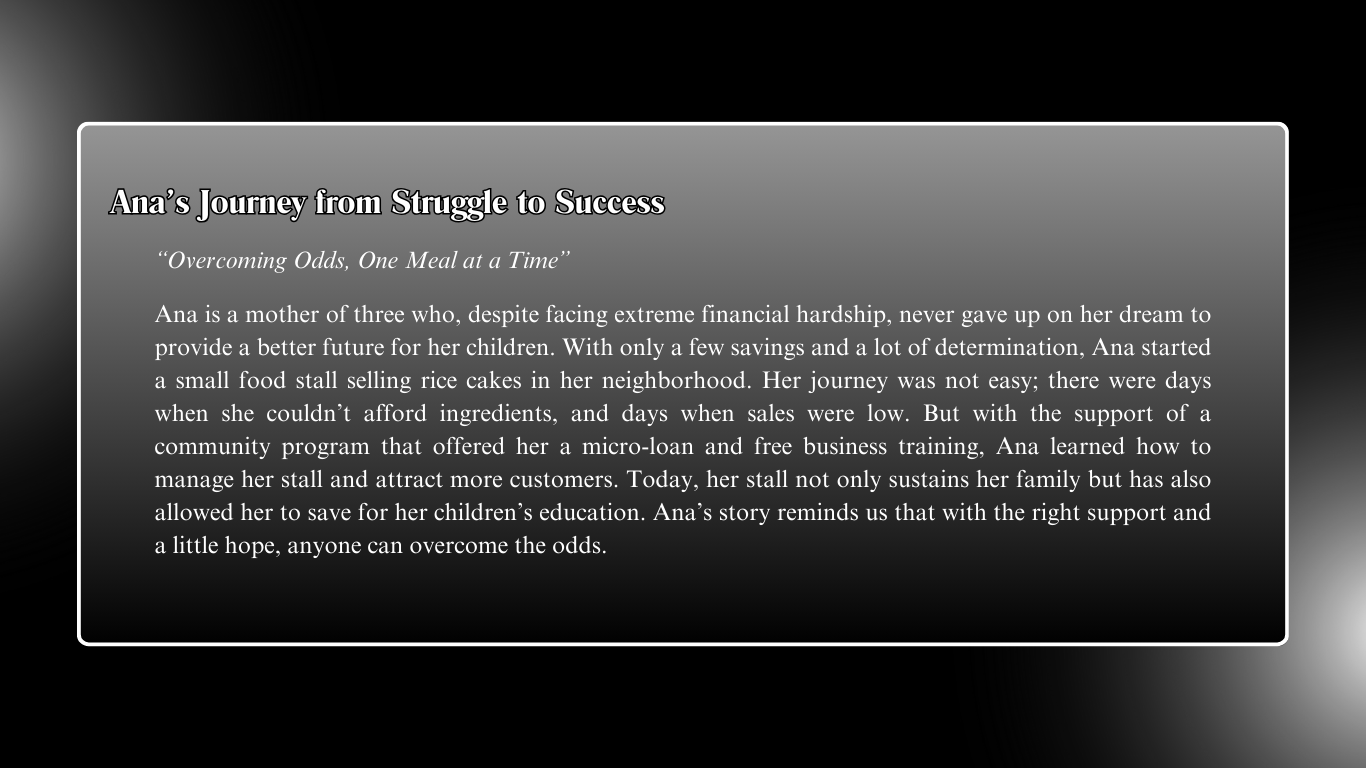 Ana’s Journey from Struggle to Success
“Overcoming Odds, One Meal at a Time”
Ana is a mother of three who, despite facing extreme financial hardship, never gave up on her dream to
provide a better future for her children. With only a few savings and a lot of determination, Ana started
a small food stall selling rice cakes in her neighborhood. Her journey was not easy; there were days
when she couldn’t afford ingredients, and days when sales were low. But with the support of a
community program that offered her a micro-loan and free business training, Ana learned how to
manage her stall and attract more customers. Today, her stall not only sustains her family but has also
allowed her to save for her children’s education. Ana’s story reminds us that with the right support and
a little hope, anyone can overcome the odds.